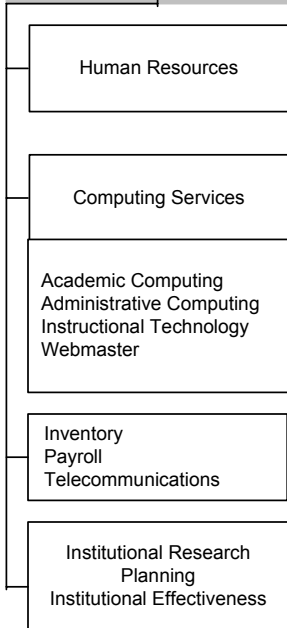 Human Resources
Computing Services
Academic Computing
Administrative Computing
Instructional Technology
Webmaster
Inventory
Payroll
Telecommunications
Institutional Research
Planning
Institutional Effectiveness